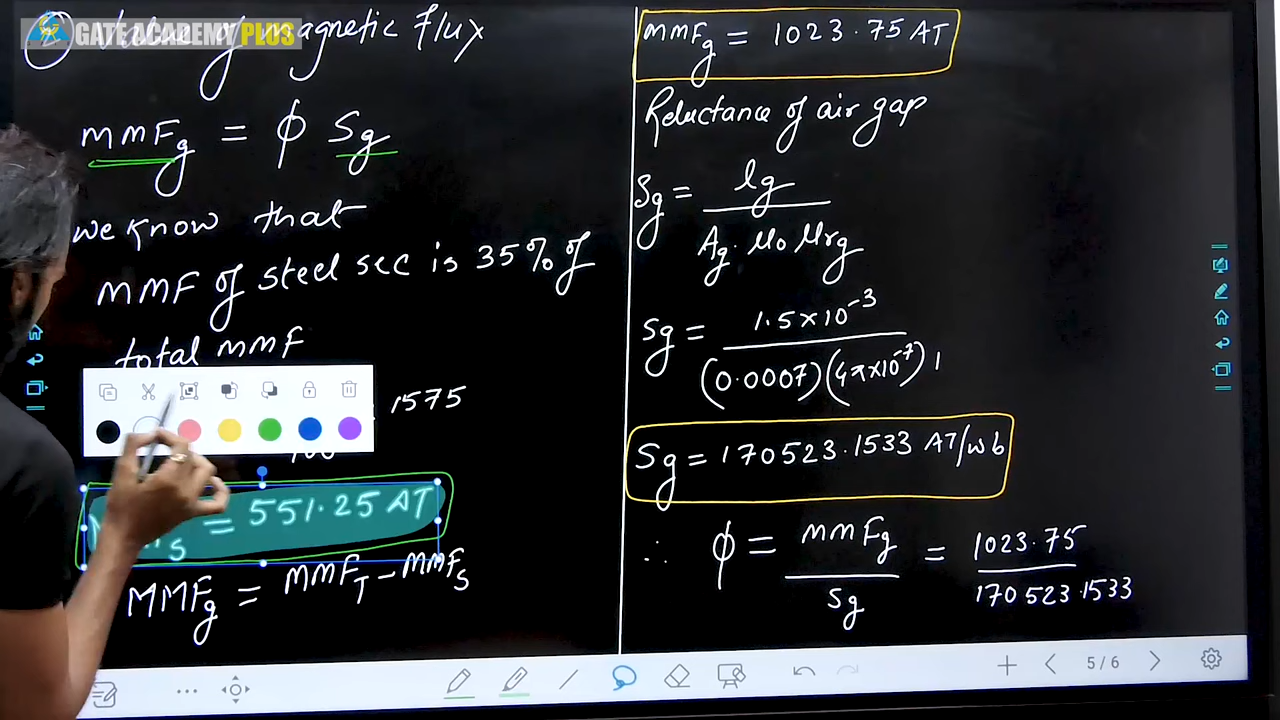 GATE ACADEMY PLUS
Value of magnetic flux
mmFg = ϕ Sg
we know that
MMF of steel sec is 35% of
total MMF
1575
100
S = 551.25 AT
MMFg = MMFT - MMFS
mmFg = 1023.75 AT
Reluctance of air gap
Sg = lg
Ag. μo μrg
Sg = 1.5×10⁻³
(0.0007)(4π×10⁻⁷) 1
Sg = 170523.1533 AT/wb
∴ ϕ = mmFg = 1023.75
Sg 170523.1533
5/6